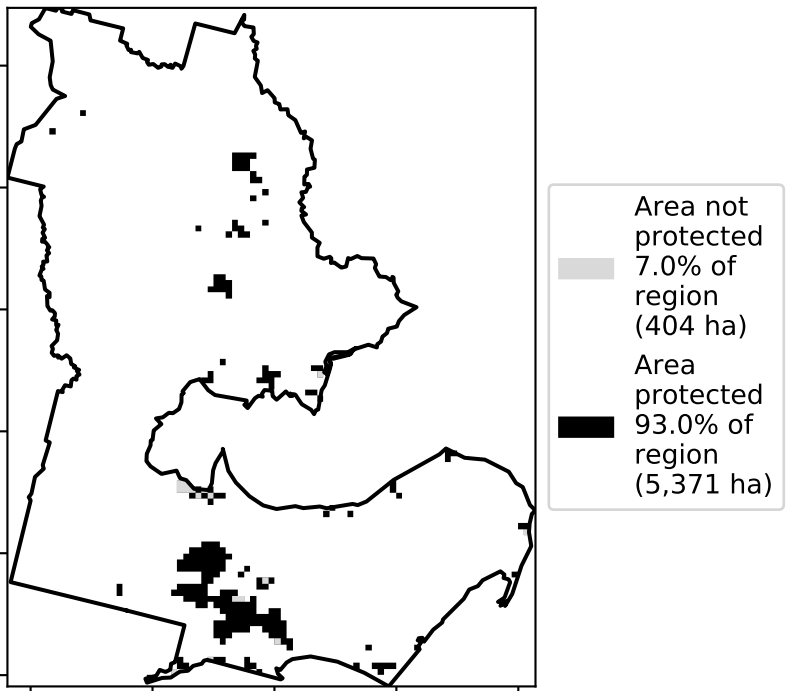 Area not
protected
7.0% of
region
(404 ha)
Area
protected
93.0% of
region
(5,371 ha)